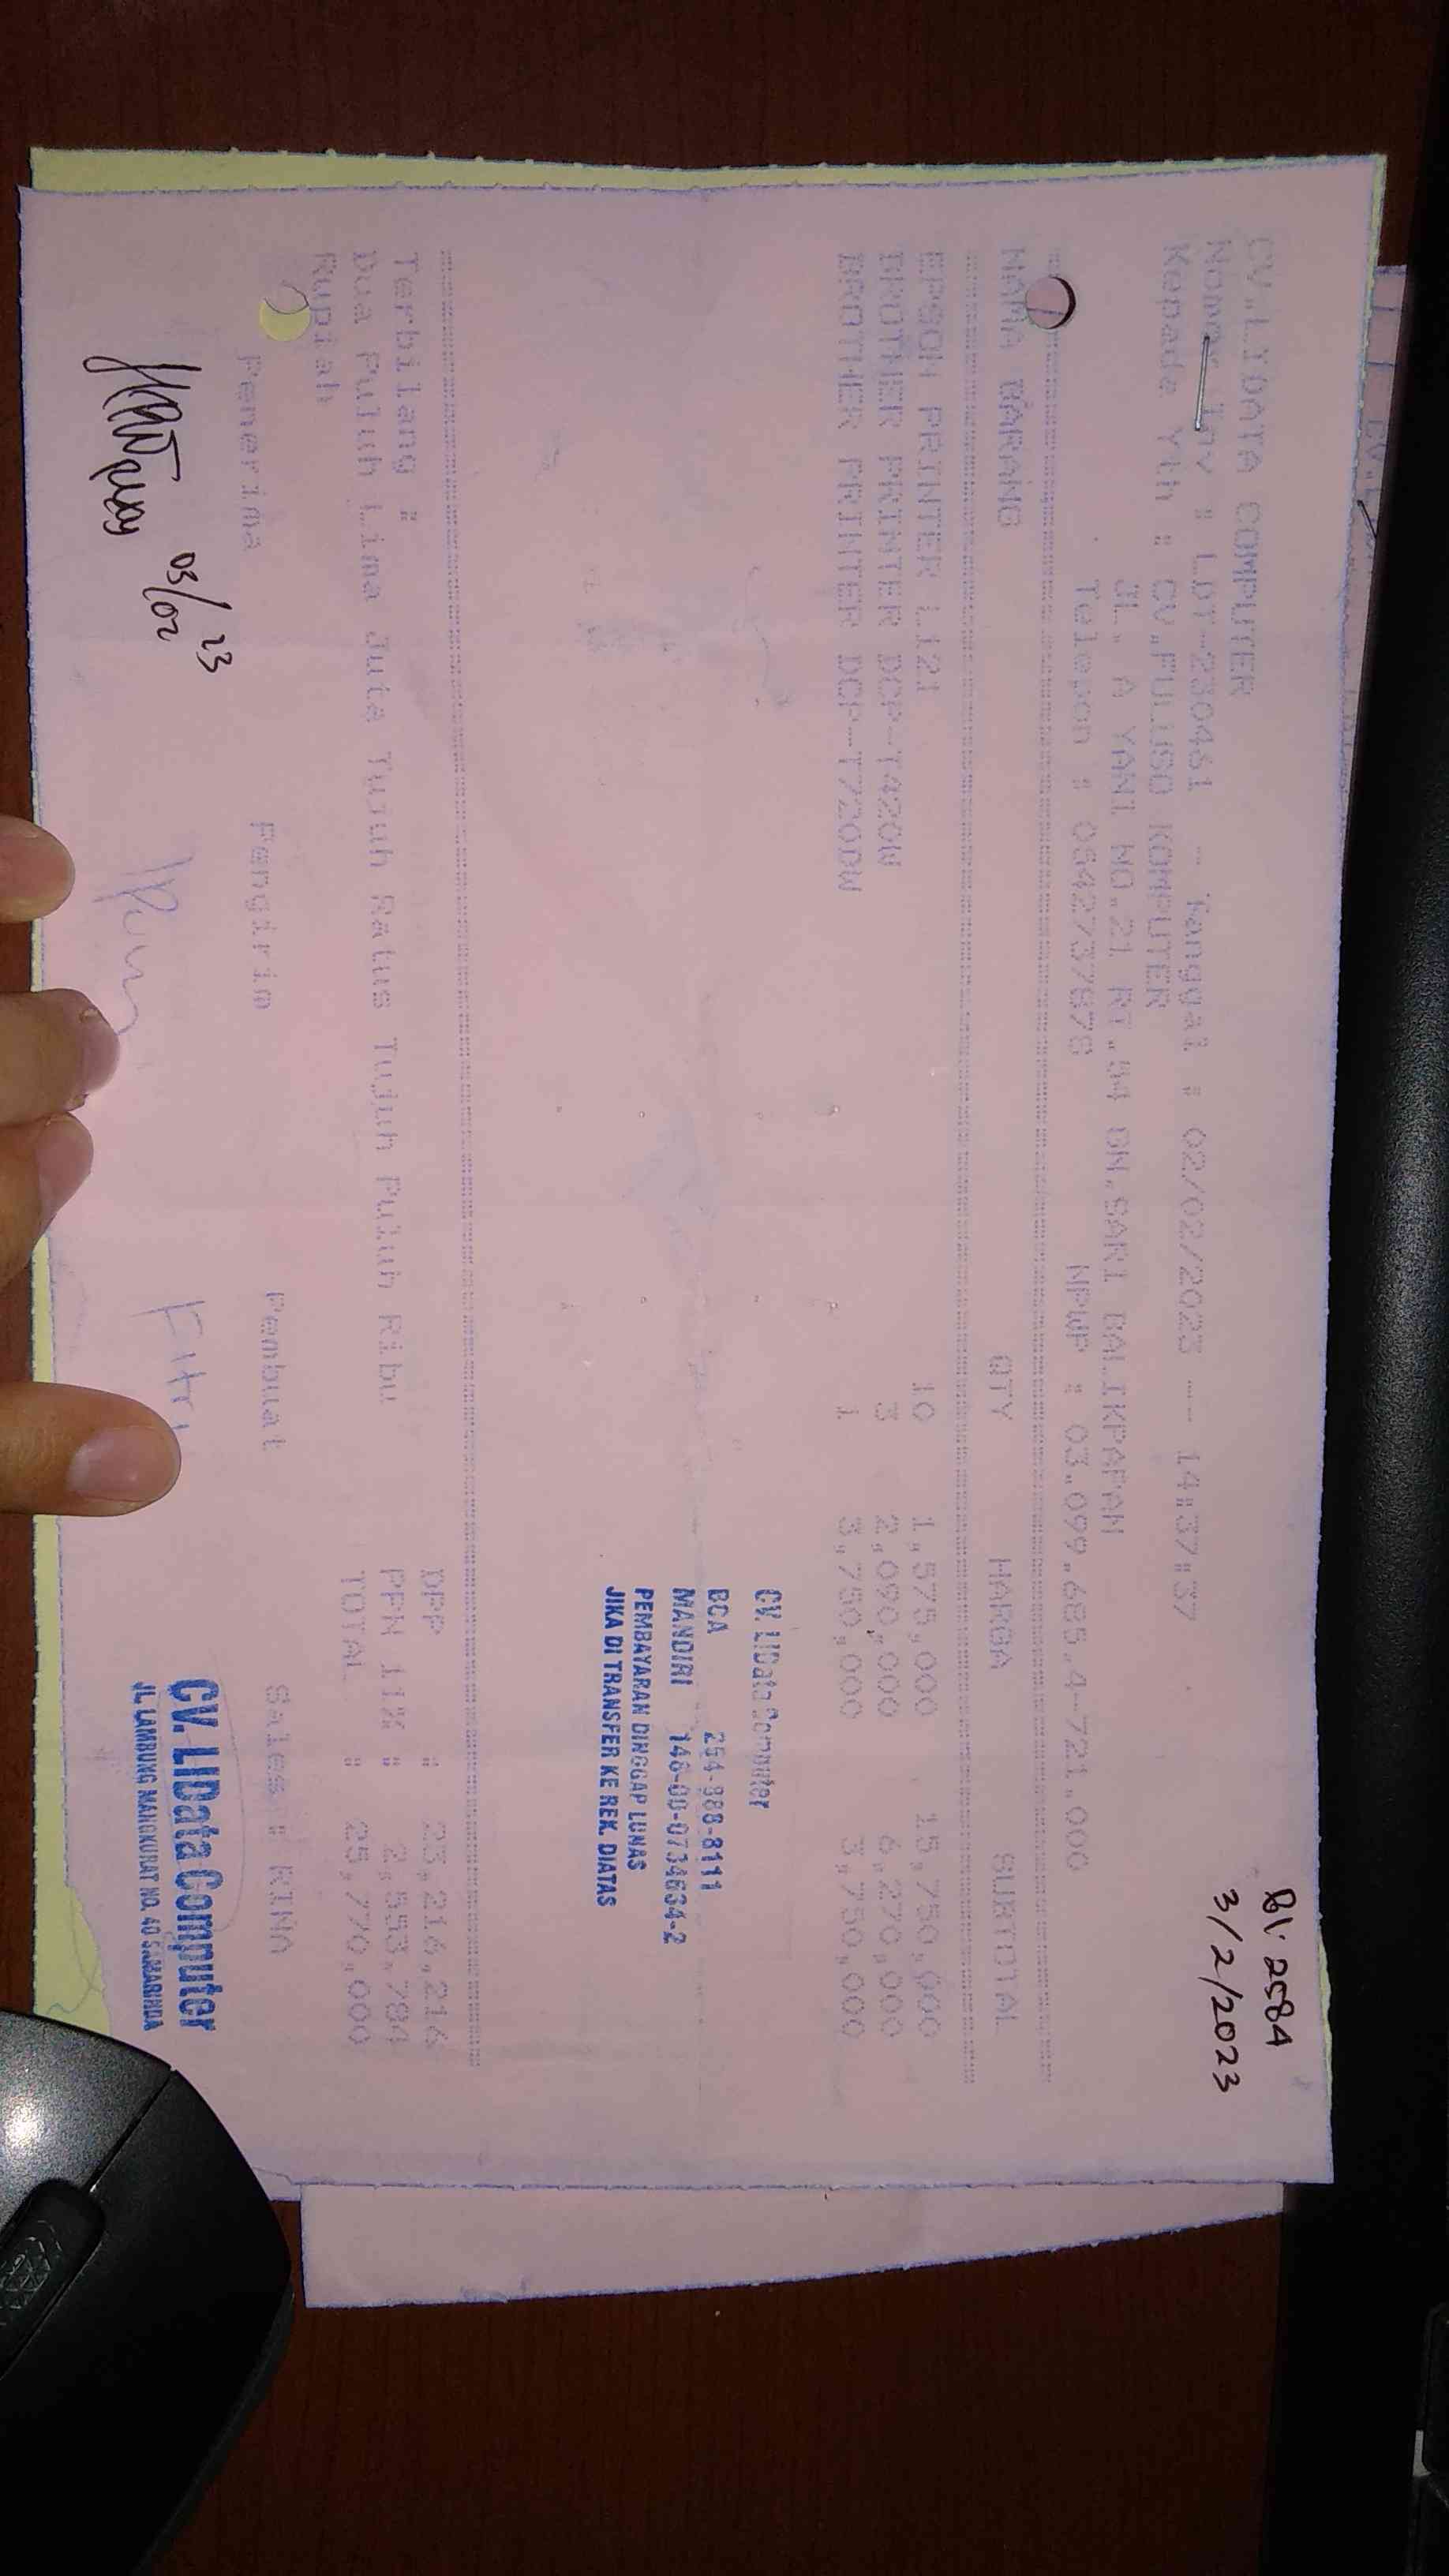 CV.LIDATA COMPUTER
Nomor Inv : LDT-230461 -- Tanggal : 02/02/2023 -- 14:37:37
Kepada Yth : CV.FULUSO KOMPUTER
JL. A YANI NO.21 RT.54 GN.SARI BALIKPAPAN
Telepon : 0542737878 NPWP : 03.099.685.4-721.000
BV 2584
3/2/2023
NAMA BARANG QTY HARGA SUBTOTAL
EPSON PRINTER L121 10 1,575,000 15,750,000
BROTHER PRINTER DCP-T420W 3 2,090,000 6,270,000
BROTHER PRINTER DCP-T720DW 1 3,750,000 3,750,000
CV LIData Computer
BCA 254-988-8111
MANDIRI 148-00-0734634-2
PEMBAYARAN DINGGAP LUNAS
JIKA DI TRANSFER KE REK. DIATAS
Terbilang : DPP : 23,216,216
Dua Puluh Lima Juta Tujuh Ratus Tujuh Puluh Ribu PPN 11% : 2,553,784
Rupiah TOTAL : 25,770,000
Penerima Pengirim Pembuat Sales : RINA
03/02 23
Fitri
CV. LIData Computer
JL LAMBUNG MANGKURAT NO. 40 SAMARINDA